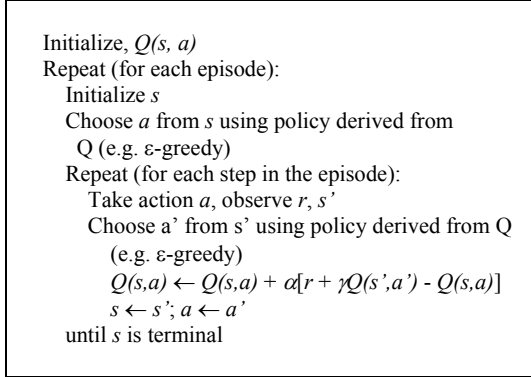 Initialize, Q(s, a)
Repeat (for each episode):
Initialize s
Choose a from s using policy derived from
Q (e.g. ε-greedy)
Repeat (for each step in the episode):
Take action a, observe r, s’
Choose a’ from s’ using policy derived from Q
(e.g. ε-greedy)
Q(s,a) ← Q(s,a) + α[r + γQ(s’,a’) - Q(s,a)]
s ← s’; a ← a’
until s is terminal